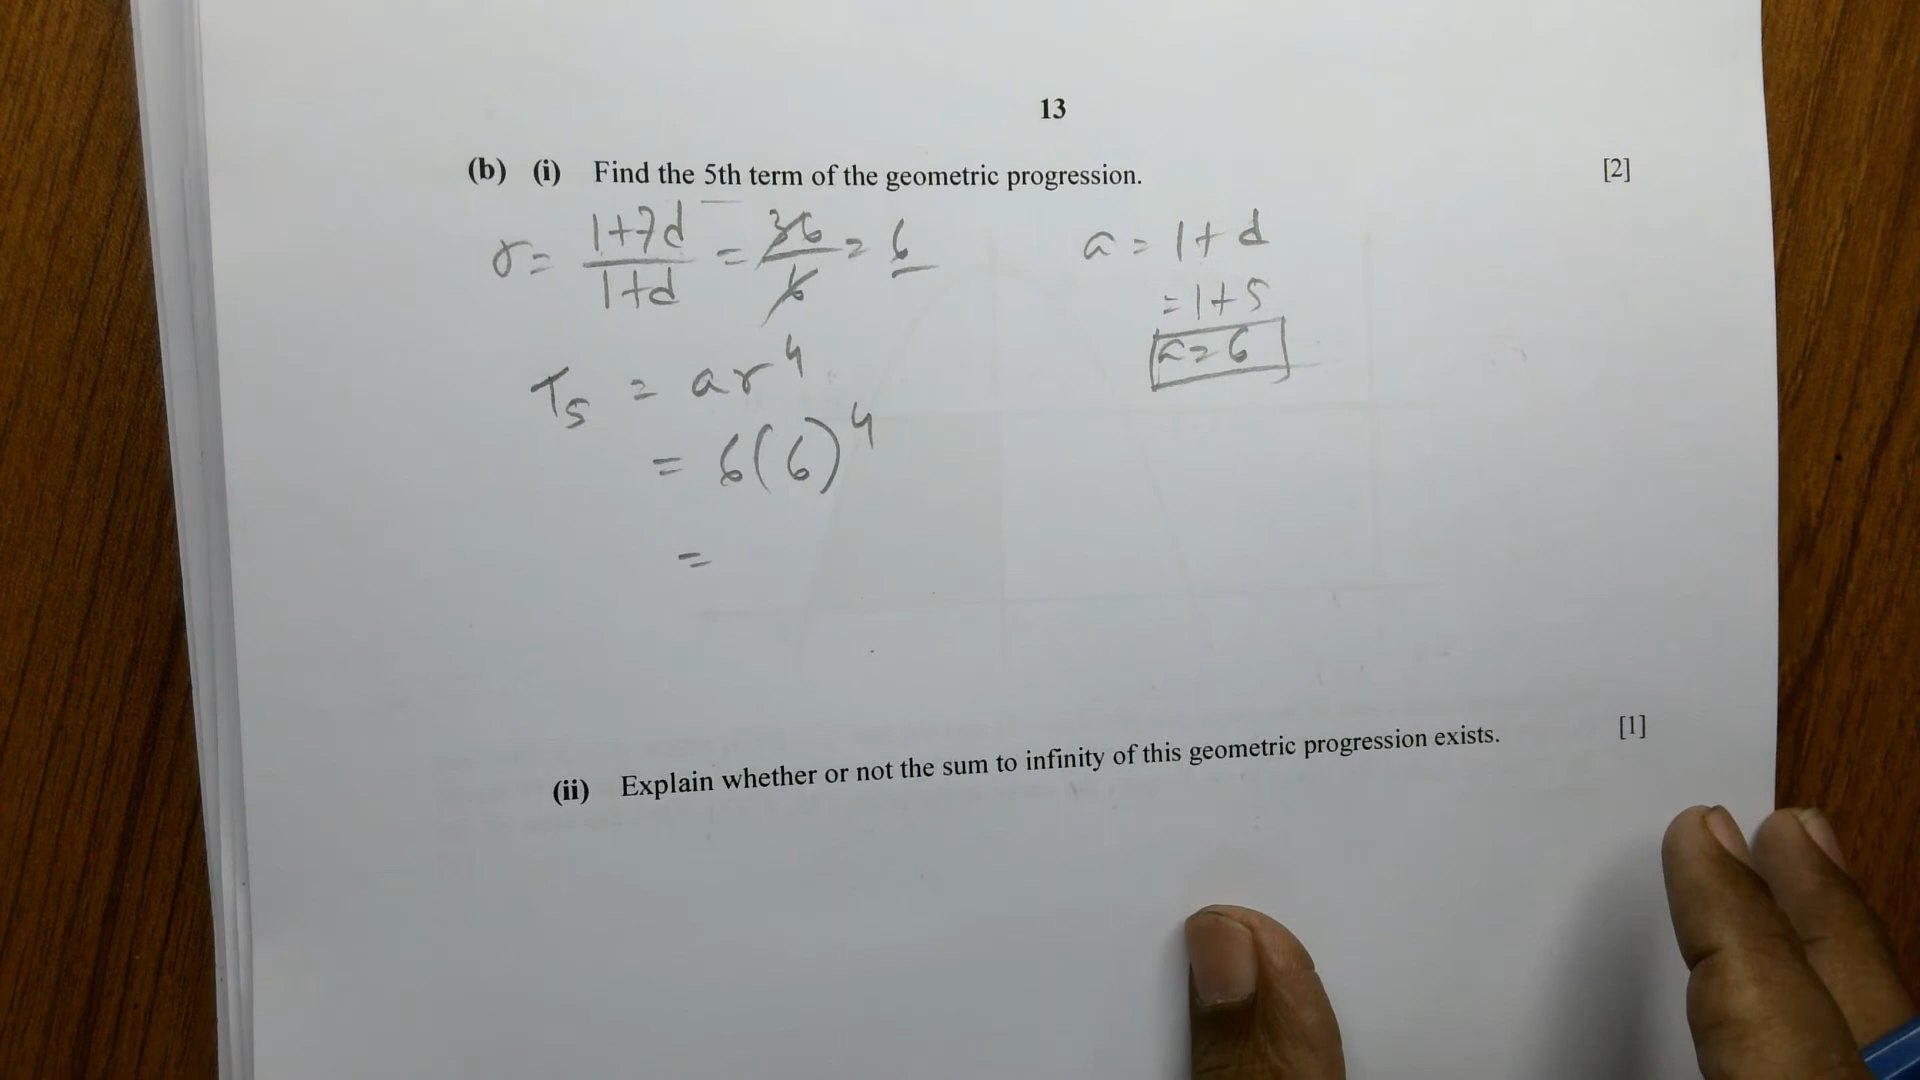 13
(b) (i) Find the 5th term of the geometric progression. [2]
r = 1+7d / 1+d = 36 / 6 = 6
a = 1+d
= 1+5
a = 6
T5 = ar^4
= 6(6)^4
=
(ii) Explain whether or not the sum to infinity of this geometric progression exists. [1]